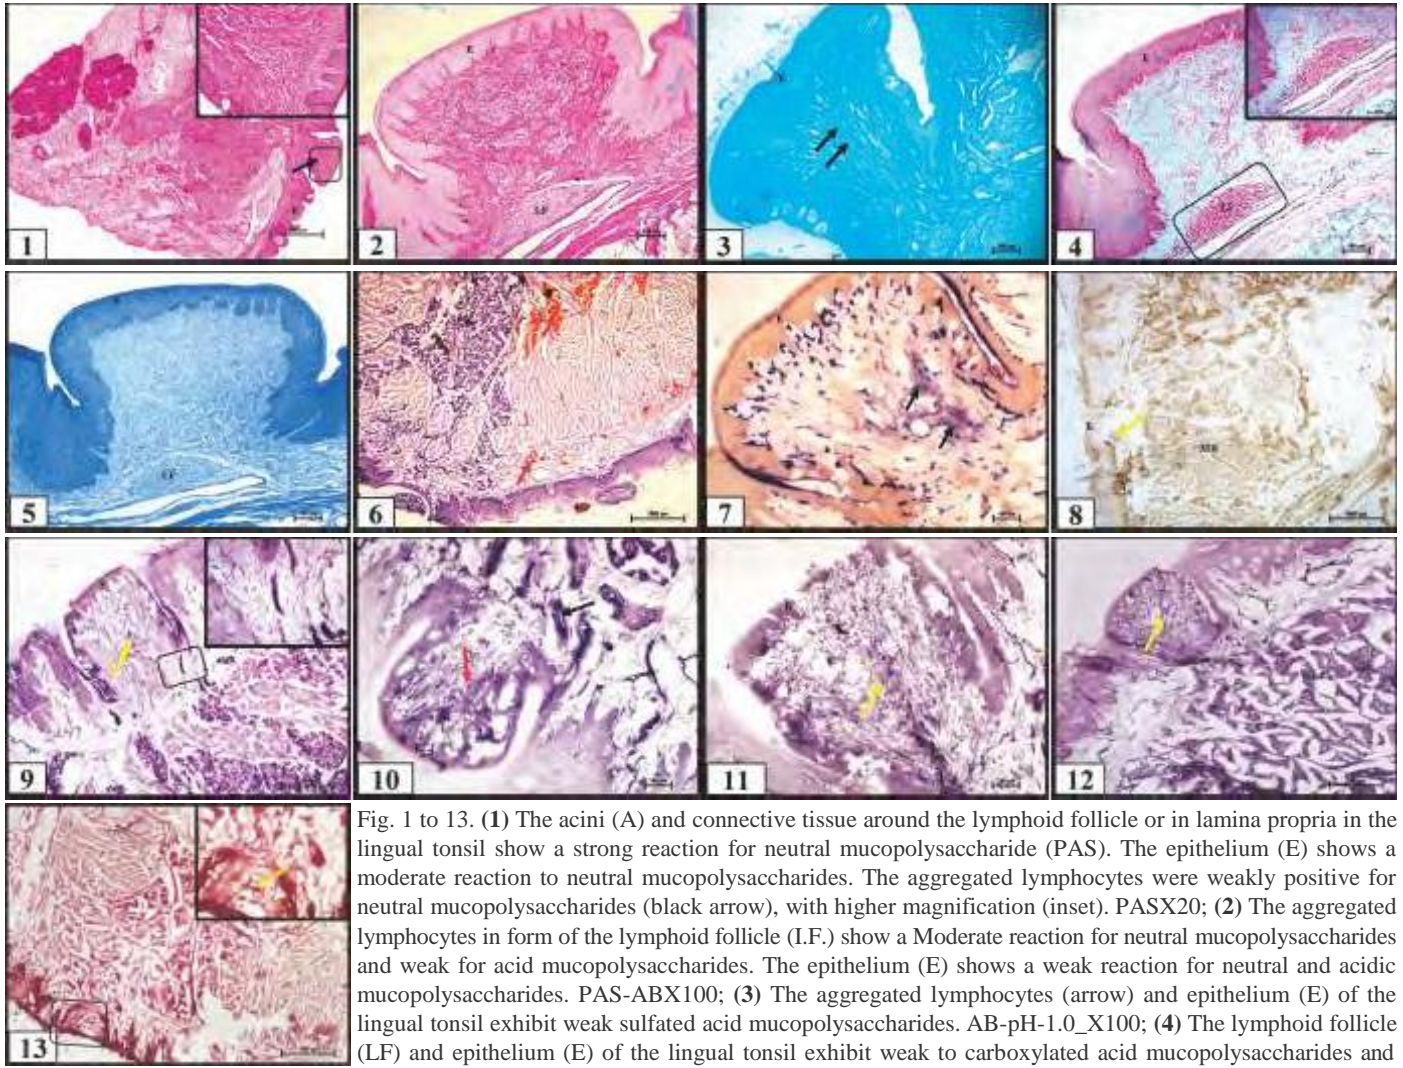 1
2
3
4
5
6
7
8
9
10
11
12
13
E
LF
E
LF
LF
E
Fig. 1 to 13. (1) The acini (A) and connective tissue around the lymphoid follicle or in lamina propria in the
lingual tonsil show a strong reaction for neutral mucopolysaccharide (PAS). The epithelium (E) shows a
moderate reaction to neutral mucopolysaccharides. The aggregated lymphocytes were weakly positive for
neutral mucopolysaccharides (black arrow), with higher magnification (inset). PASX20; (2) The aggregated
lymphocytes in form of the lymphoid follicle (I.F.) show a Moderate reaction for neutral mucopolysaccharides
and weak for acid mucopolysaccharides. The epithelium (E) shows a weak reaction for neutral and acidic
mucopolysaccharides. PAS-ABX100; (3) The aggregated lymphocytes (arrow) and epithelium (E) of the
lingual tonsil exhibit weak sulfated acid mucopolysaccharides. AB-pH-1.0_X100; (4) The lymphoid follicle
(LF) and epithelium (E) of the lingual tonsil exhibit weak to carboxylated acid mucopolysaccharides and